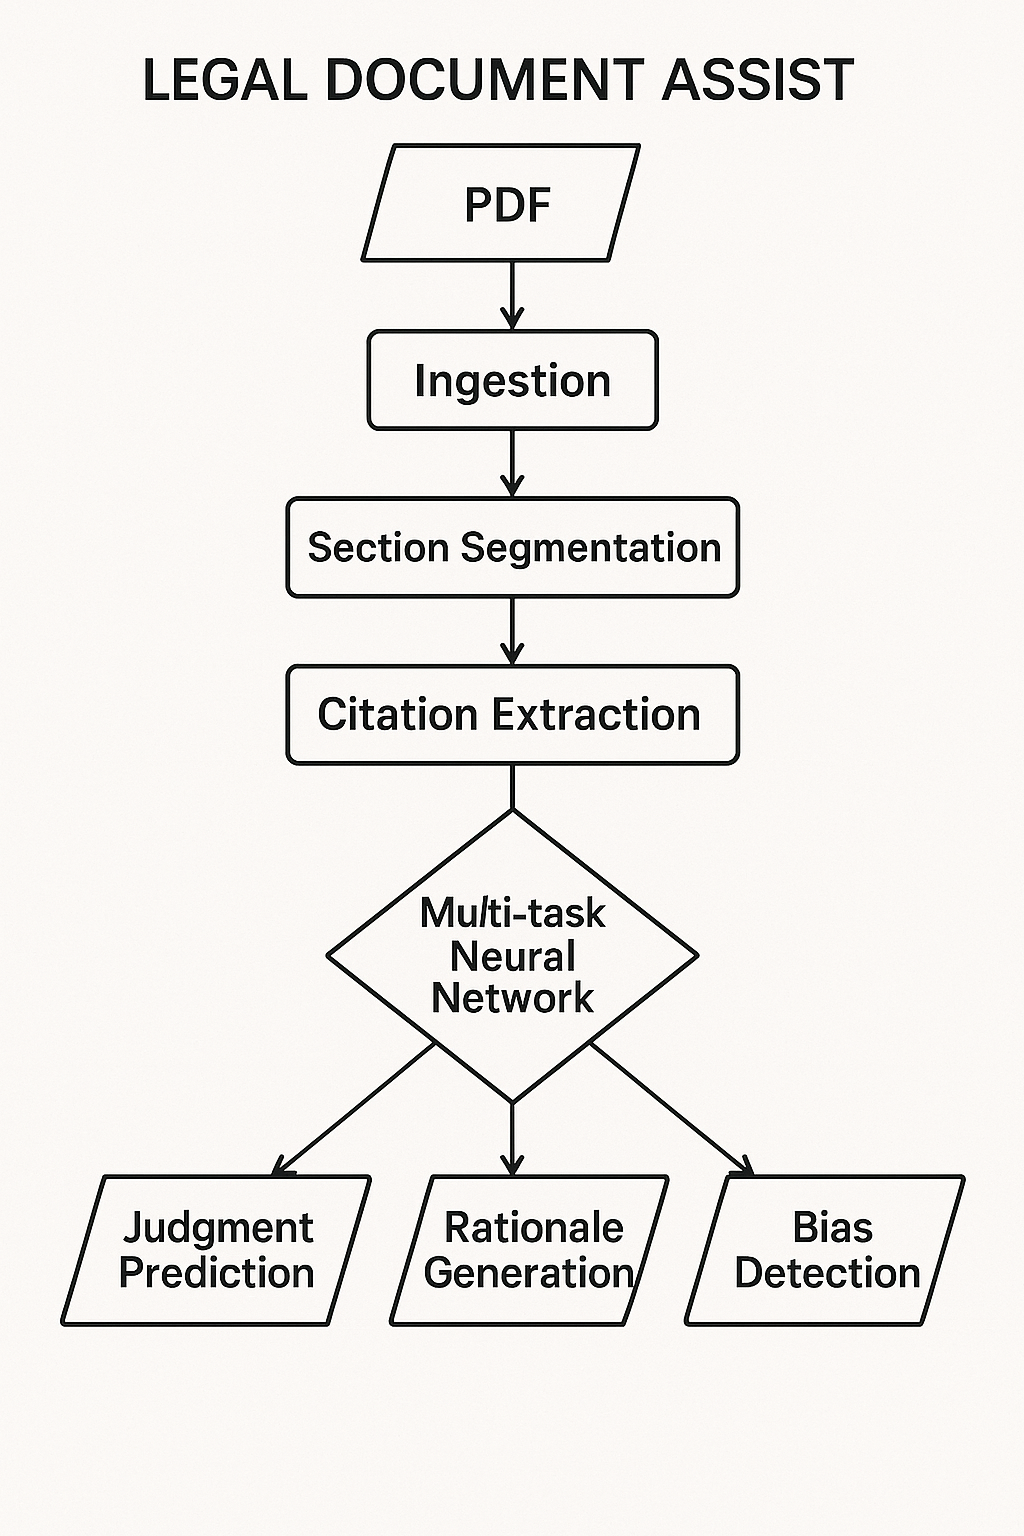 LEGAL DOCUMENT ASSIST
PDF
Ingestion
Section Segmentation
Citation Extraction
Multi-task
Neural
Network
Judgment
Prediction
Rationale
Generation
Bias
Detection